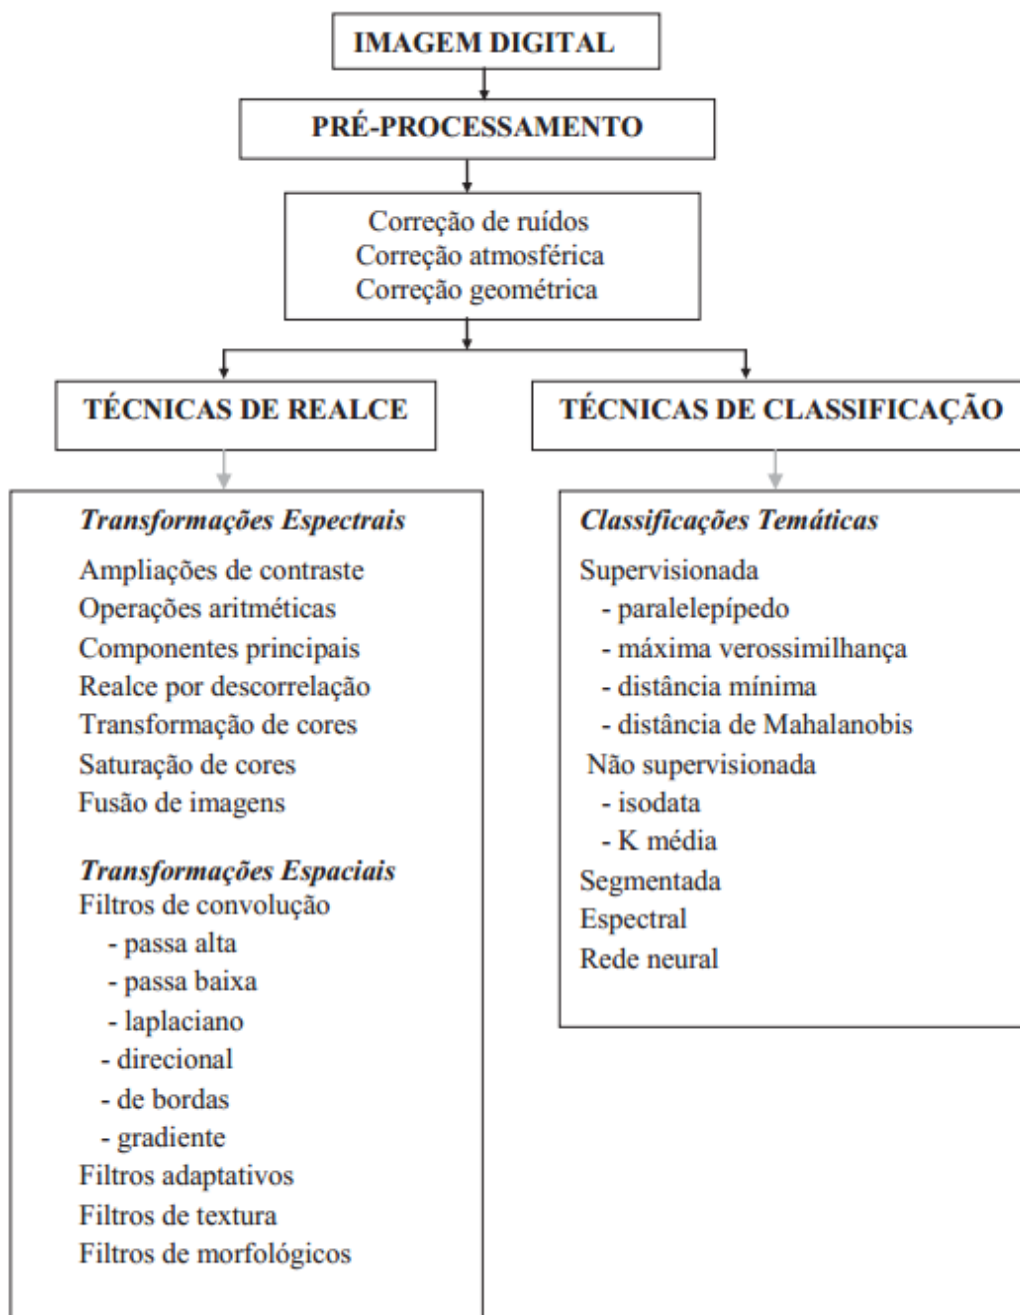 IMAGEM DIGITAL
PRÉ-PROCESSAMENTO
Correção de ruídos
Correção atmosférica
Correção geométrica
TÉCNICAS DE REALCE
Transformações Espectrais
Ampliações de contraste
Operações aritméticas
Componentes principais
Realce por descorrelação
Transformação de cores
Saturação de cores
Fusão de imagens
Transformações Espaciais
Filtros de convolução
- passa alta
- passa baixa
- laplaciano
- direcional
- de bordas
- gradiente
Filtros adaptativos
Filtros de textura
Filtros de morfológicos
TÉCNICAS DE CLASSIFICAÇÃO
Classificações Temáticas
Supervisionada
- paralelepípedo
- máxima verossimilhança
- distância mínima
- distância de Mahalanobis
Não supervisionada
- isodata
- K média
Segmentada
Espectral
Rede neural